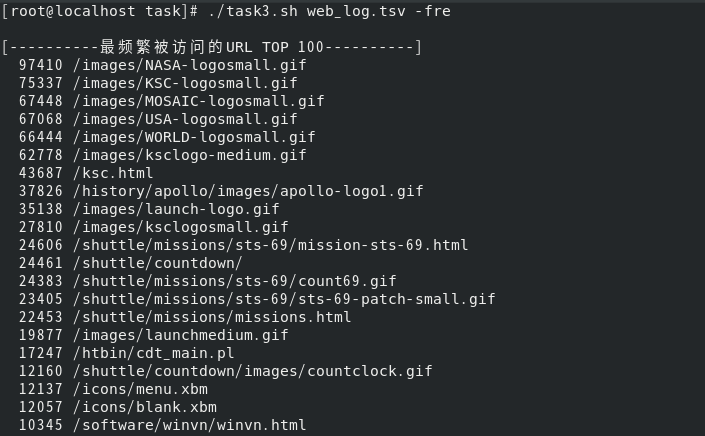 [root@localhost task]# ./task3.sh web_log.tsv -fre
[----------最频繁被访问的URL TOP 100----------]
97410 /images/NASA-logosmall.gif
75337 /images/KSC-logosmall.gif
67448 /images/MOSAIC-logosmall.gif
67068 /images/USA-logosmall.gif
66444 /images/WORLD-logosmall.gif
62778 /images/ksclogo-medium.gif
43687 /ksc.html
37826 /history/apollo/images/apollo-logo1.gif
35138 /images/launch-logo.gif
27810 /images/ksclogosmall.gif
24606 /shuttle/missions/sts-69/mission-sts-69.html
24461 /shuttle/countdown/
24383 /shuttle/missions/sts-69/count69.gif
23405 /shuttle/missions/sts-69/sts-69-patch-small.gif
22453 /shuttle/missions/missions.html
19877 /images/launchmedium.gif
17247 /htbin/cdt_main.pl
12160 /shuttle/countdown/images/countclock.gif
12137 /icons/menu.xbm
12057 /icons/blank.xbm
10345 /software/winvn/winvn.html